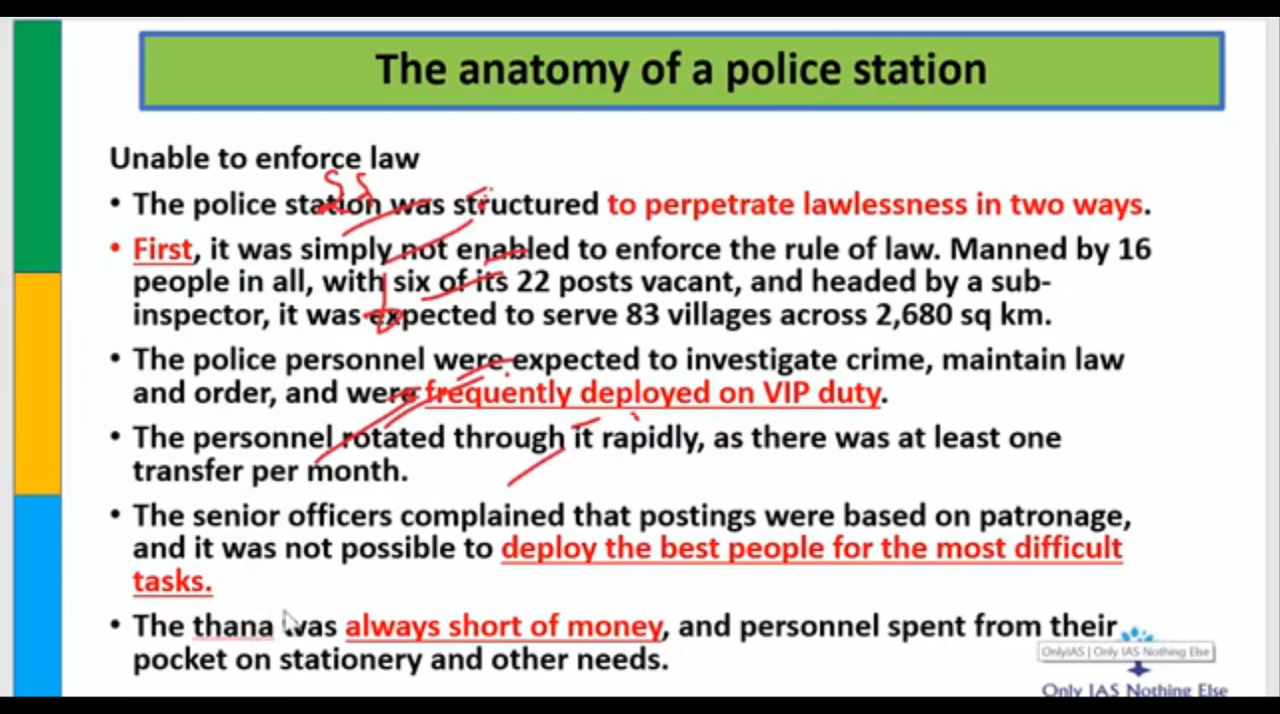 The anatomy of a police station
Unable to enforce law
• The police station was structured to perpetrate lawlessness in two ways.
• First, it was simply not enabled to enforce the rule of law. Manned by 16
people in all, with six of its 22 posts vacant, and headed by a sub-
inspector, it was expected to serve 83 villages across 2,680 sq km.
• The police personnel were expected to investigate crime, maintain law
and order, and were frequently deployed on VIP duty.
• The personnel rotated through it rapidly, as there was at least one
transfer per month.
• The senior officers complained that postings were based on patronage,
and it was not possible to deploy the best people for the most difficult
tasks.
• The thana was always short of money, and personnel spent from their
pocket on stationery and other needs.
OnlyIAS | Only IAS Nothing Else
Only IAS Nothing Else